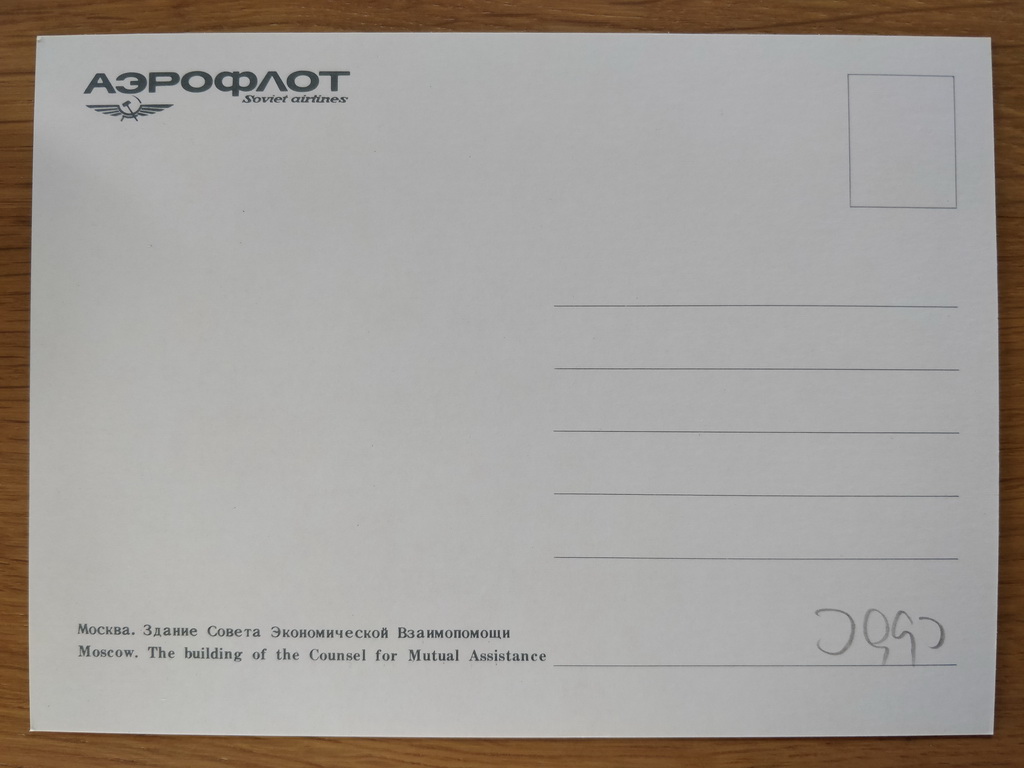 АЭРОФЛОТ
Soviet airlines
Москва. Здание Совета Экономической Взаимопомощи
Moscow. The building of the Counsel for Mutual Assistance